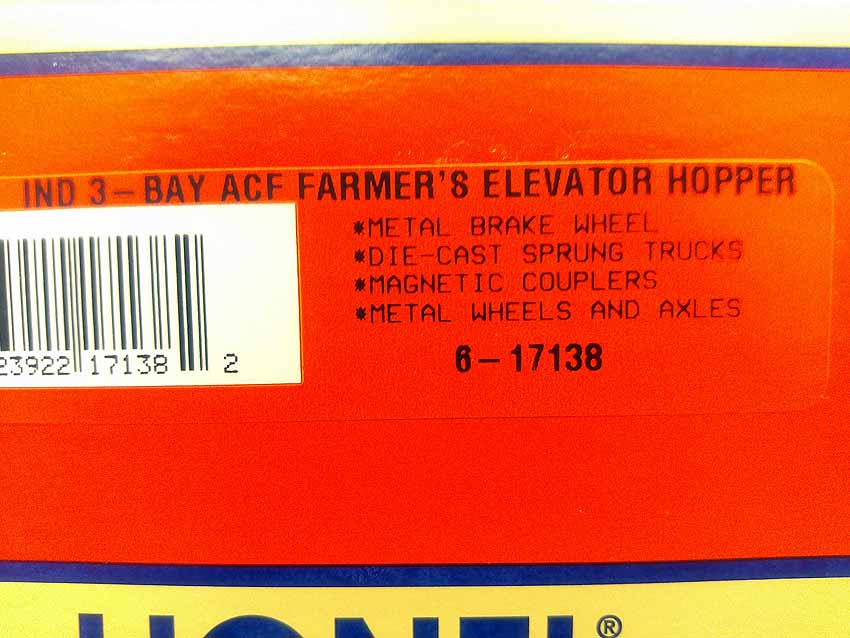 IND 3-BAY ACF FARMER'S ELEVATOR HOPPER
*METAL BRAKE WHEEL
*DIE-CAST SPRUNG TRUCKS
*MAGNETIC COUPLERS
*METAL WHEELS AND AXLES
23922 17138 2
6-17138
LIONEL®